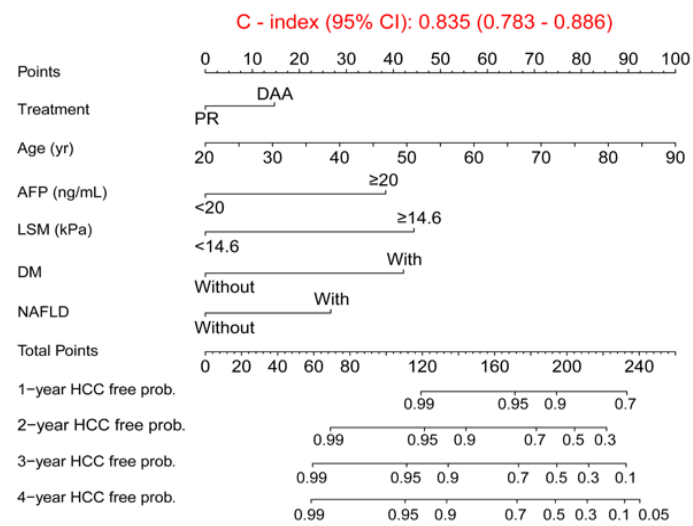 C - index (95% CI): 0.835 (0.783 - 0.886)
Points 0 10 20 30 40 50 60 70 80 90 100
Treatment PR DAA
Age (yr) 20 30 40 50 60 70 80 90
AFP (ng/mL) <20 ≥20
LSM (kPa) <14.6 ≥14.6
DM Without With
NAFLD Without With
Total Points 0 20 40 60 80 120 160 200 240
1−year HCC free prob. 0.99 0.95 0.9 0.7
2−year HCC free prob. 0.99 0.95 0.9 0.7 0.5 0.3
3−year HCC free prob. 0.99 0.95 0.9 0.7 0.5 0.3 0.1
4−year HCC free prob. 0.99 0.95 0.9 0.7 0.5 0.3 0.1 0.05